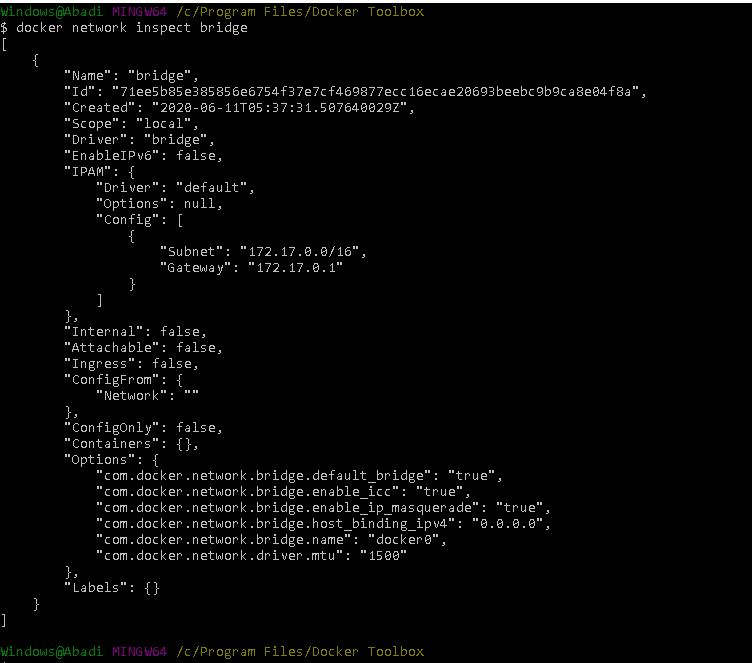 Windows@Abadi MINGW64 /c/Program Files/Docker Toolbox
$ docker network inspect bridge
[
    {
        "Name": "bridge",
        "Id": "71ee5b85e385856e6754f37e7cf469877ecc16ecae20693beebc9b9ca8e04f8a",
        "Created": "2020-06-11T05:37:31.507640029Z",
        "Scope": "local",
        "Driver": "bridge",
        "EnableIPv6": false,
        "IPAM": {
            "Driver": "default",
            "Options": null,
            "Config": [
                {
                    "Subnet": "172.17.0.0/16",
                    "Gateway": "172.17.0.1"
                }
            ]
        },
        "Internal": false,
        "Attachable": false,
        "Ingress": false,
        "ConfigFrom": {
            "Network": ""
        },
        "ConfigOnly": false,
        "Containers": {},
        "Options": {
            "com.docker.network.bridge.default_bridge": "true",
            "com.docker.network.bridge.enable_icc": "true",
            "com.docker.network.bridge.enable_ip_masquerade": "true",
            "com.docker.network.bridge.host_binding_ipv4": "0.0.0.0",
            "com.docker.network.bridge.name": "docker0",
            "com.docker.network.driver.mtu": "1500"
        },
        "Labels": {}
    }
]
Windows@Abadi MINGW64 /c/Program Files/Docker Toolbox